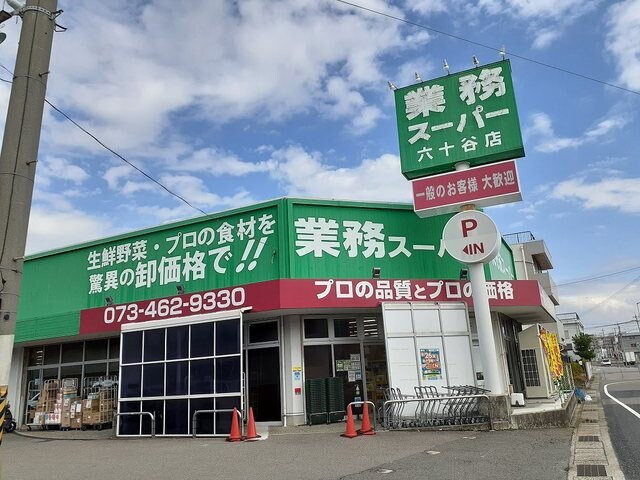 業務
スーパー
六十谷店
一般のお客様 大歓迎
P
IN
生鮮野菜・プロの食材を
驚異の卸価格で!!
業務スーパー
073-462-9330
プロの品質とプロの価格